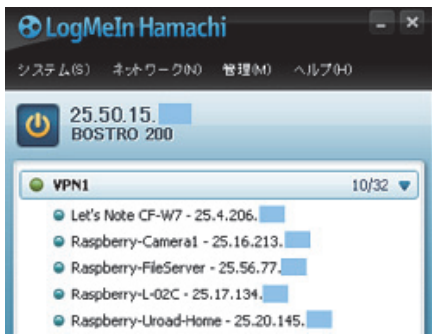 LogMeIn Hamachi
システム(S) ネットワーク(N) 管理(M) ヘルプ(H)
25.50.15.
BOSTRO 200
VPN1 10/32
Let's Note CF-W7 - 25.4.206.
Raspberry-Camera1 - 25.16.213.
Raspberry-FileServer - 25.56.77.
Raspberry-L-02C - 25.17.134.
Raspberry-Uroad-Home - 25.20.145.